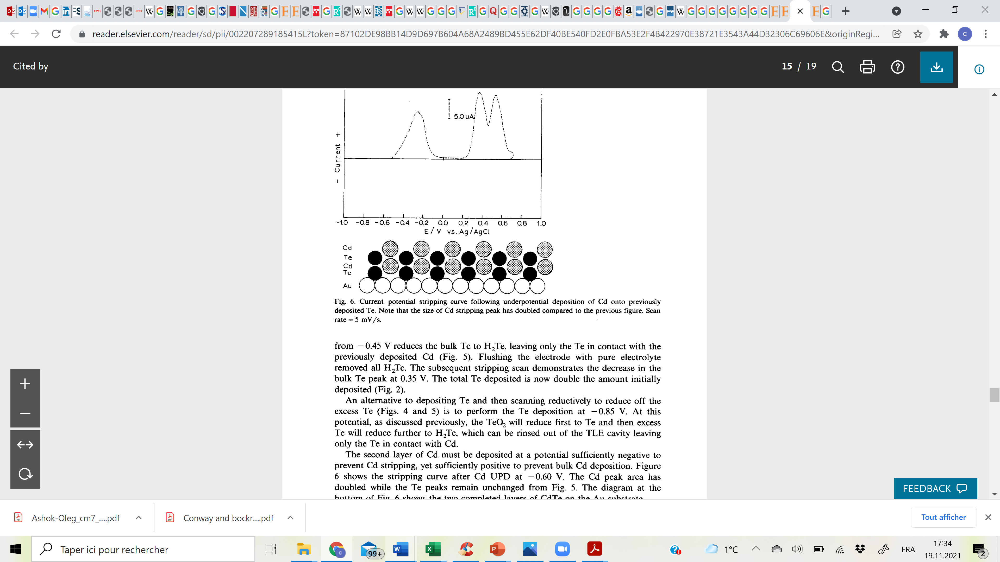 reader.elsevier.com/reader/sd/pii/002207289185415L?token=87102DE98BB14D9D697B604A68A2489BD455E62DF40BE540FD2E0FBA53E2F4B422970E38721E3543A44D32306C69606E&originRegi...
Cited by
15 / 19
5.0 μA
- Current +
-1.0 -0.8 -0.6 -0.4 -0.2 0.0 0.2 0.4 0.6 0.8 1.0
E / V vs. Ag / AgCl
Cd
Te
Cd
Te
Au
Fig. 6. Current–potential stripping curve following underpotential deposition of Cd onto previously
deposited Te. Note that the size of Cd stripping peak has doubled compared to the previous figure. Scan
rate = 5 mV/s.
from −0.45 V reduces the bulk Te to H₂Te, leaving only the Te in contact with the
previously deposited Cd (Fig. 5). Flushing the electrode with pure electrolyte
removed all H₂Te. The subsequent stripping scan demonstrates the decrease in the
bulk Te peak at 0.35 V. The total Te deposited is now double the amount initially
deposited (Fig. 2).
An alternative to depositing Te and then scanning reductively to reduce off the
excess Te (Figs. 4 and 5) is to perform the Te deposition at −0.85 V. At this
potential, as discussed previously, the TeO₂ will reduce first to Te and then excess
Te will reduce further to H₂Te, which can be rinsed out of the TLE cavity leaving
only the Te in contact with Cd.
The second layer of Cd must be deposited at a potential sufficiently negative to
prevent Cd stripping, yet sufficiently positive to prevent bulk Cd deposition. Figure
6 shows the stripping curve after Cd UPD at −0.60 V. The Cd peak area has
doubled while the Te peaks remain unchanged from Fig. 5. The diagram at the
bottom of Fig. 6 shows the two completed layers of CdTe on the Au substrate.
FEEDBACK
Ashok-Oleg_cm7_....pdf
Conway and bockr....pdf
Tout afficher
Taper ici pour rechercher
99+
1°C
FRA
17:34
19.11.2021
2